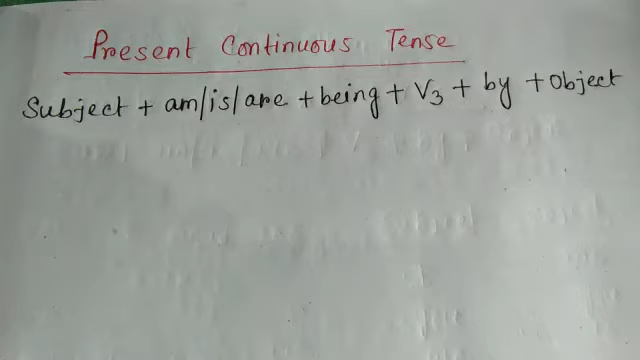 Present Continuous Tense
Subject + am/is/are + being + V3 + by + Object